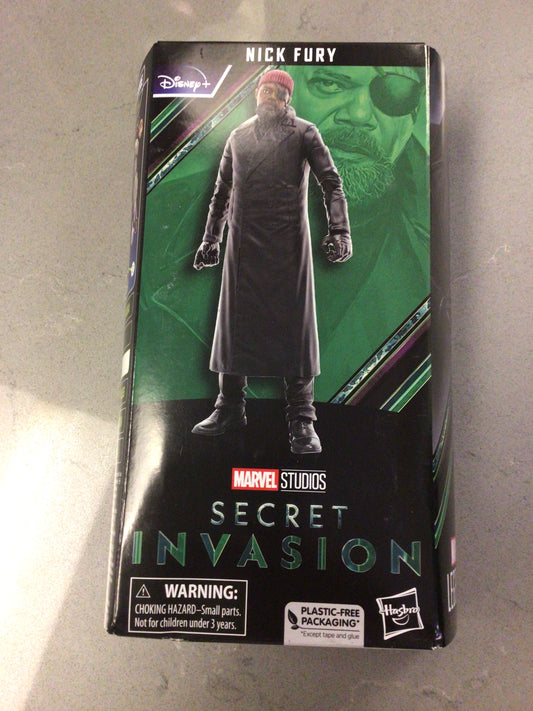 NICK FURY
Disney+
MARVEL STUDIOS
SECRET
INVASION
WARNING:
CHOKING HAZARD–Small parts.
Not for children under 3 years.
PLASTIC-FREE
PACKAGING*
*Except tape and glue
Hasbro